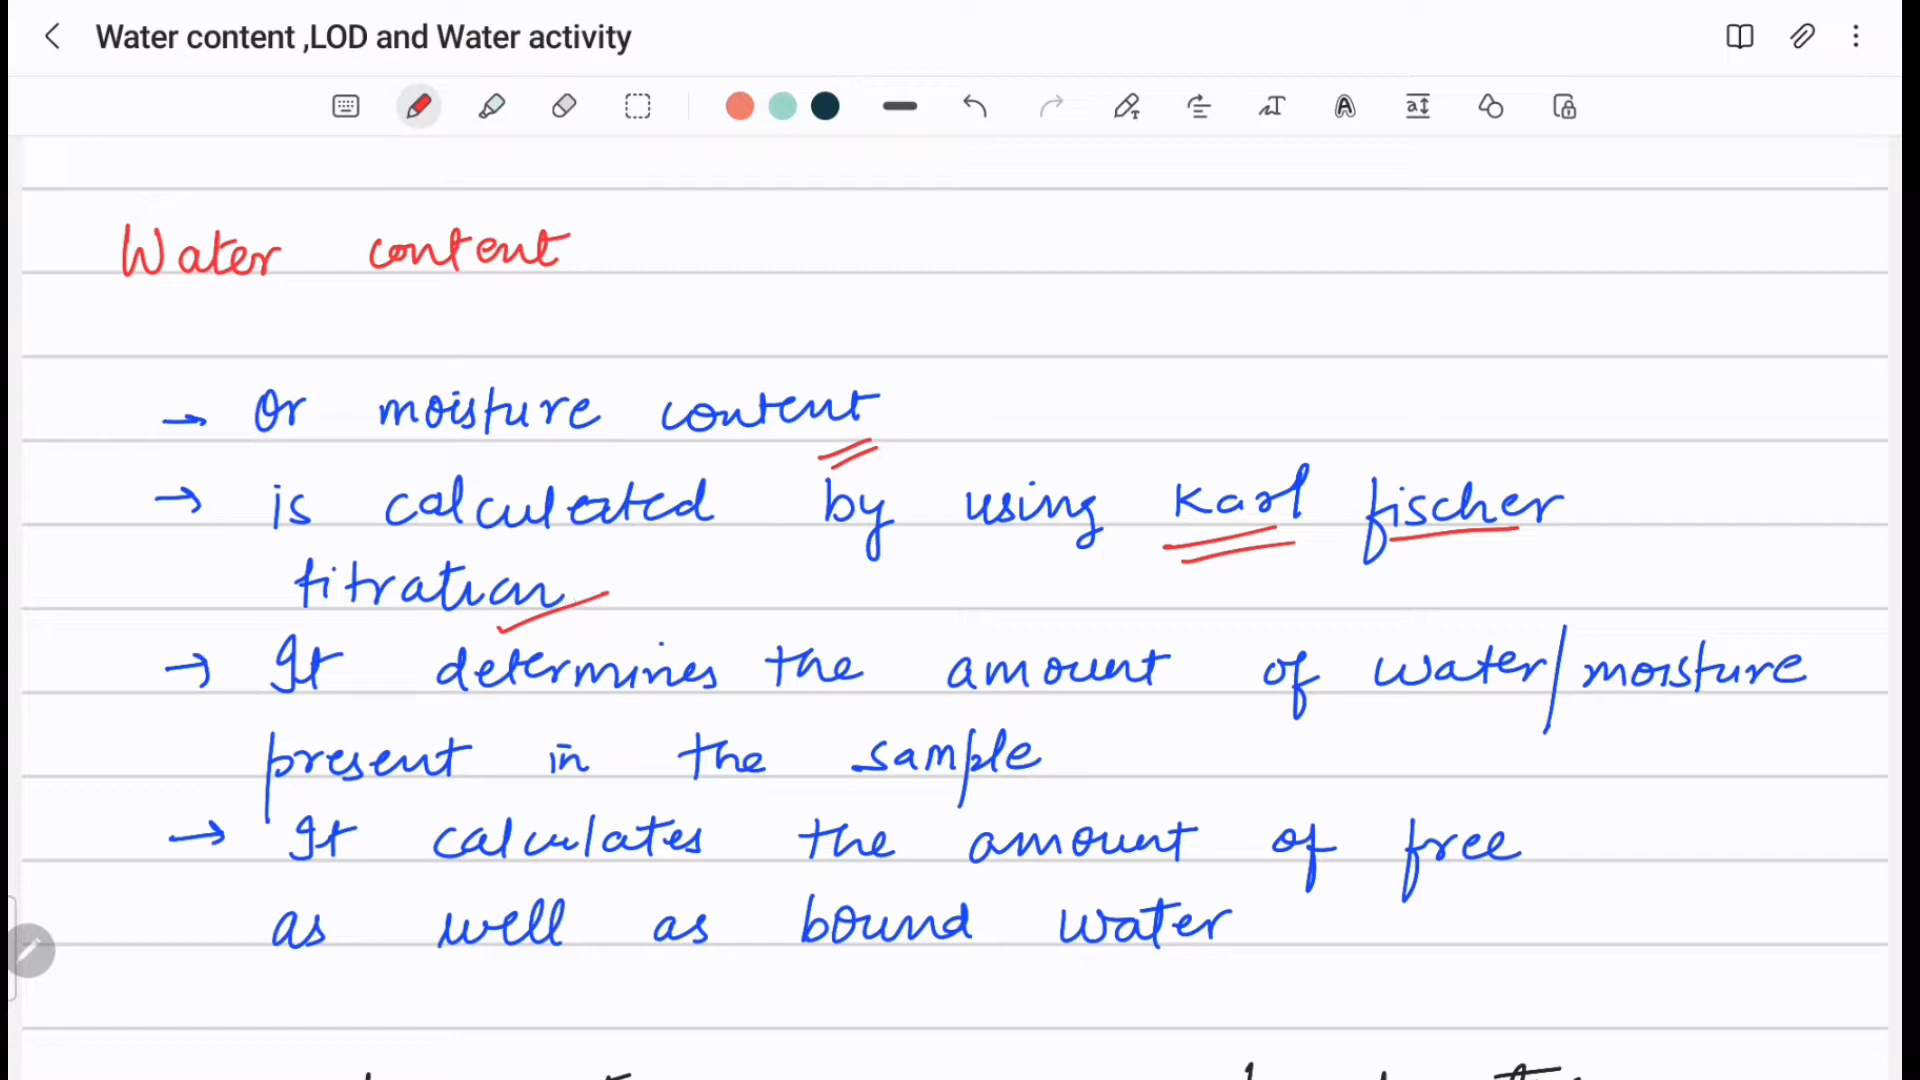 Water content ,LOD and Water activity
Water content
→ Or moisture content
→ is calculated by using Karl fischer
titration
→ It determines the amount of water/moisture
present in the sample
→ It calculates the amount of free
as well as bound water